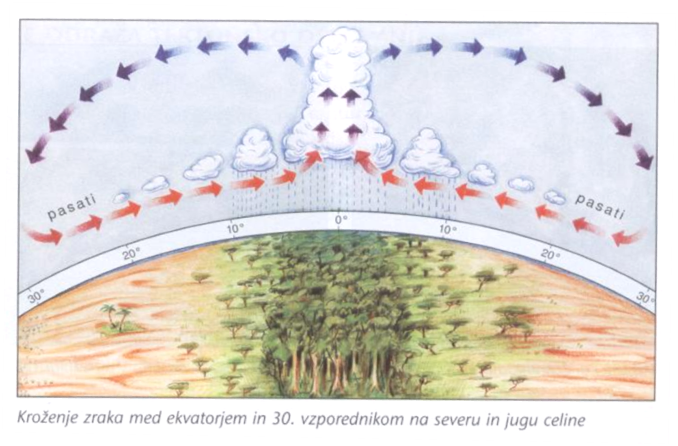 pasati
pasati
30°
20°
10°
0°
10°
20°
30°
Kroženje zraka med ekvatorjem in 30. vzporednikom na severu in jugu celine